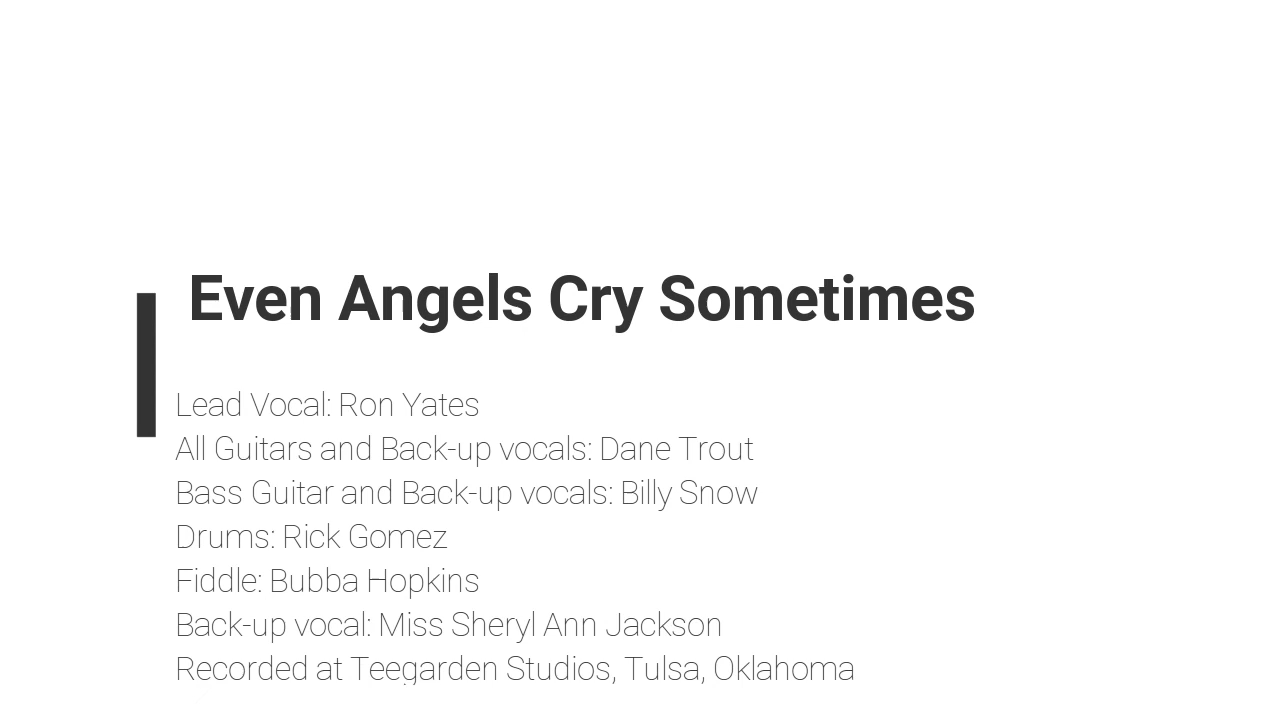 Even Angels Cry Sometimes
Lead Vocal: Ron Yates
All Guitars and Back-up vocals: Dane Trout
Bass Guitar and Back-up vocals: Billy Snow
Drums: Rick Gomez
Fiddle: Bubba Hopkins
Back-up vocal: Miss Sheryl Ann Jackson
Recorded at Teegarden Studios, Tulsa, Oklahoma